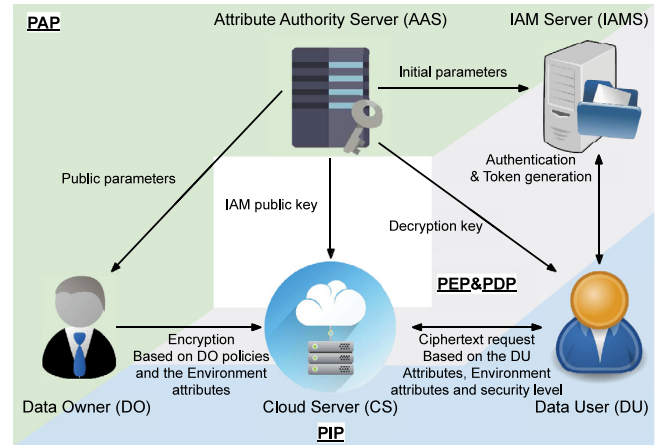 PAP
Attribute Authority Server (AAS)
IAM Server (IAMS)
Initial parameters
Authentication
& Token generation
Public parameters
IAM public key
Decryption key
PEP&PDP
Encryption
Based on DO policies
and the Environment
attributes
Ciphertext request
Based on the DU
Attributes, Environment
attributes and security level
Data Owner (DO)
Cloud Server (CS)
Data User (DU)
PIP